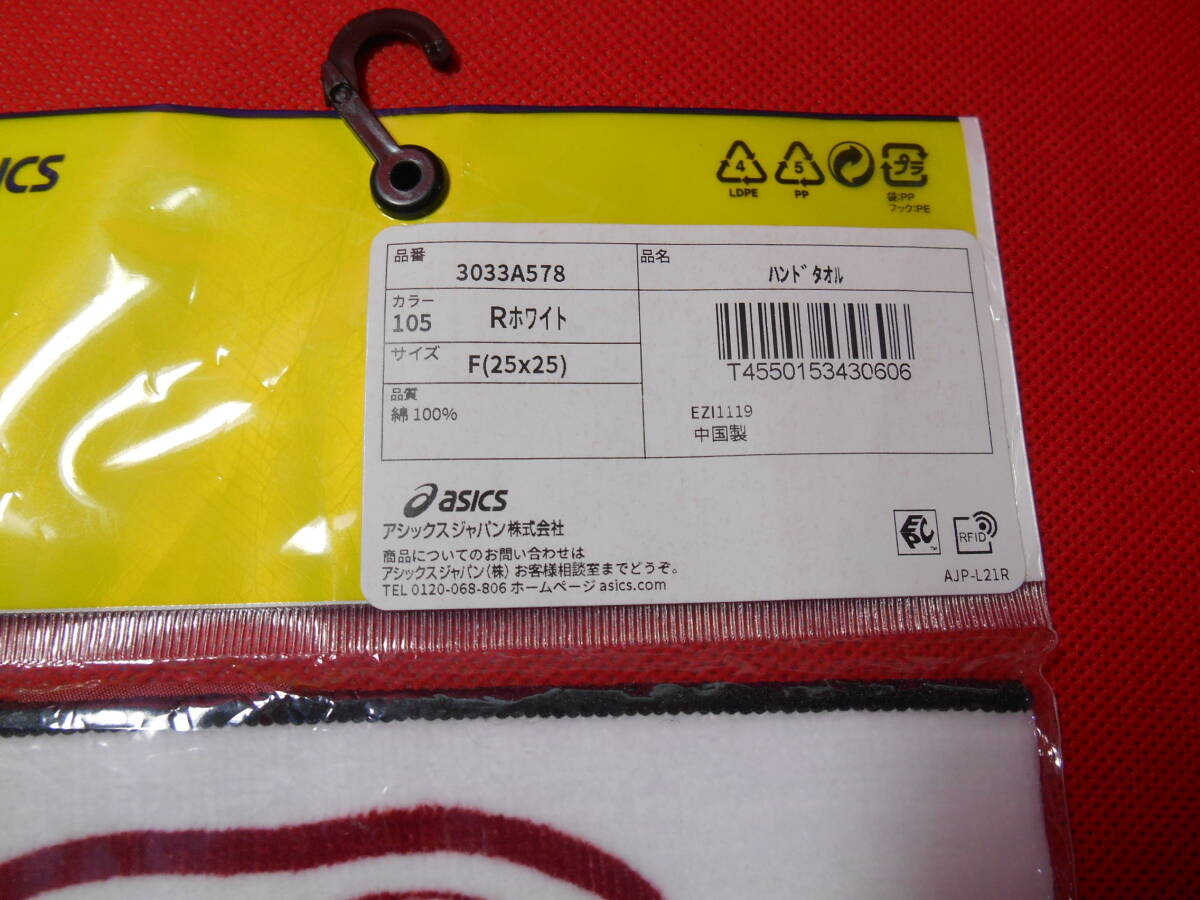 ICS
4
LDPE
5
PP
プラ
袋:PP
フック:PE
品番
3033A578
品名
ハンドタオル
カラー
105 Rホワイト
サイズ
F(25x25)
T4550153430606
品質
綿100%
EZI1119
中国製
asics
アシックスジャパン株式会社
商品についてのお問い合わせは
アシックスジャパン(株) お客様相談室までどうぞ。
TEL 0120-068-806 ホームページ asics.com
EPC
TM
RFID
AJP-L21R